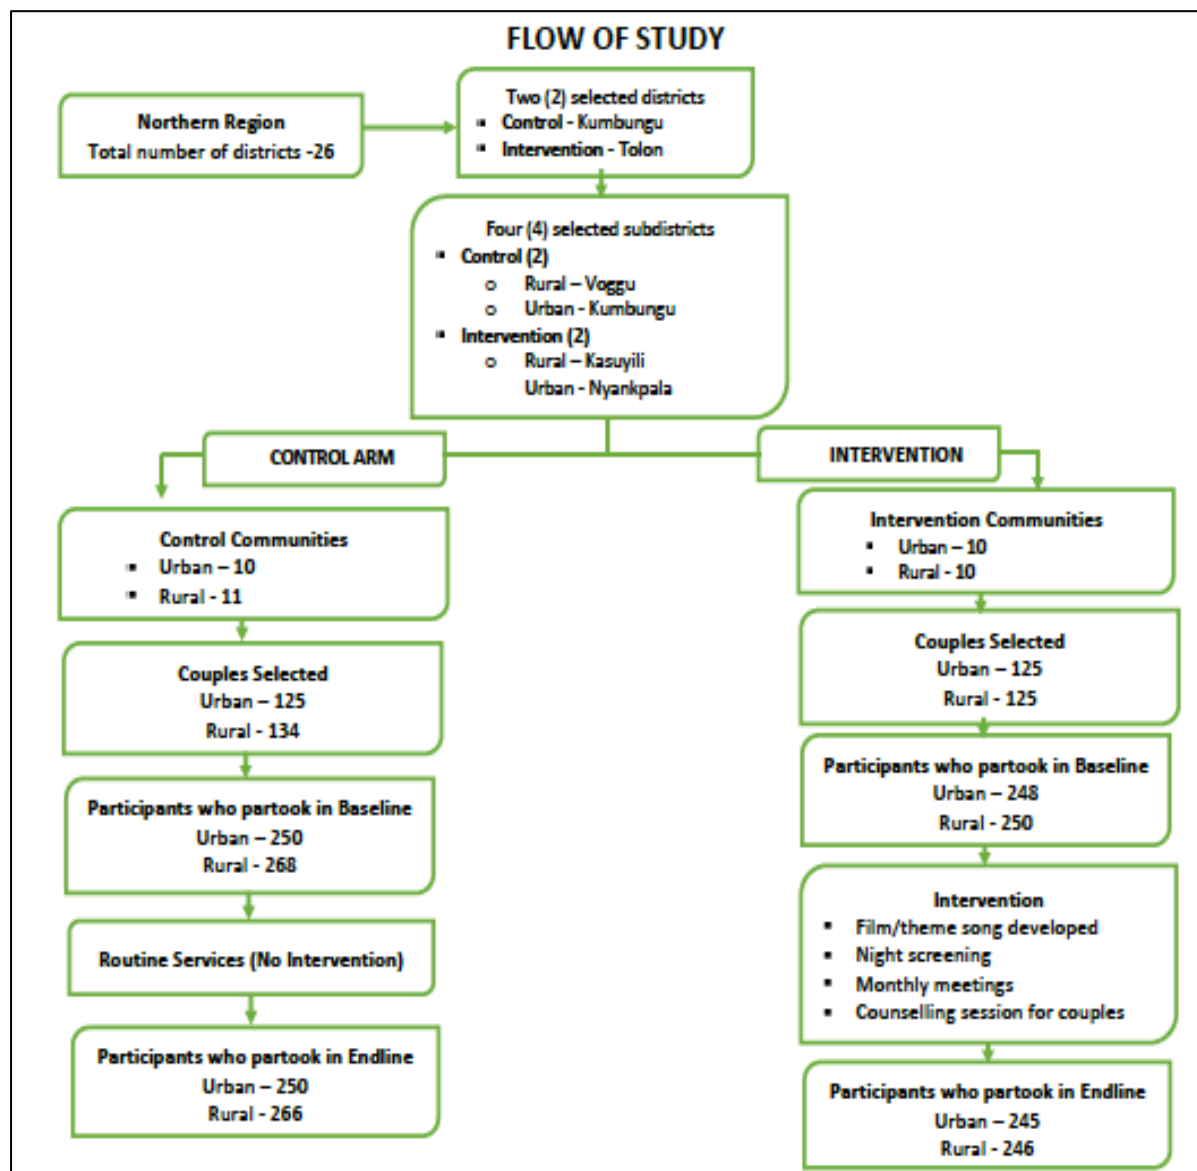 FLOW OF STUDY
Northern Region
Total number of districts -26
Two (2) selected districts
▪ Control - Kumbungu
▪ Intervention - Tolon
Four (4) selected subdistricts
▪ Control (2)
o Rural – Voggu
o Urban - Kumbungu
▪ Intervention (2)
o Rural – Kasuyili
Urban - Nyankpala
CONTROL ARM
Control Communities
▪ Urban – 10
▪ Rural - 11
Couples Selected
Urban – 125
Rural - 134
Participants who partook in Baseline
Urban – 250
Rural - 268
Routine Services (No Intervention)
Participants who partook in Endline
Urban – 250
Rural - 266
INTERVENTION
Intervention Communities
▪ Urban – 10
▪ Rural - 10
Couples Selected
Urban – 125
Rural - 125
Participants who partook in Baseline
Urban – 248
Rural - 250
Intervention
▪ Film/theme song developed
▪ Night screening
▪ Monthly meetings
▪ Counselling session for couples
Participants who partook in Endline
Urban – 245
Rural - 246